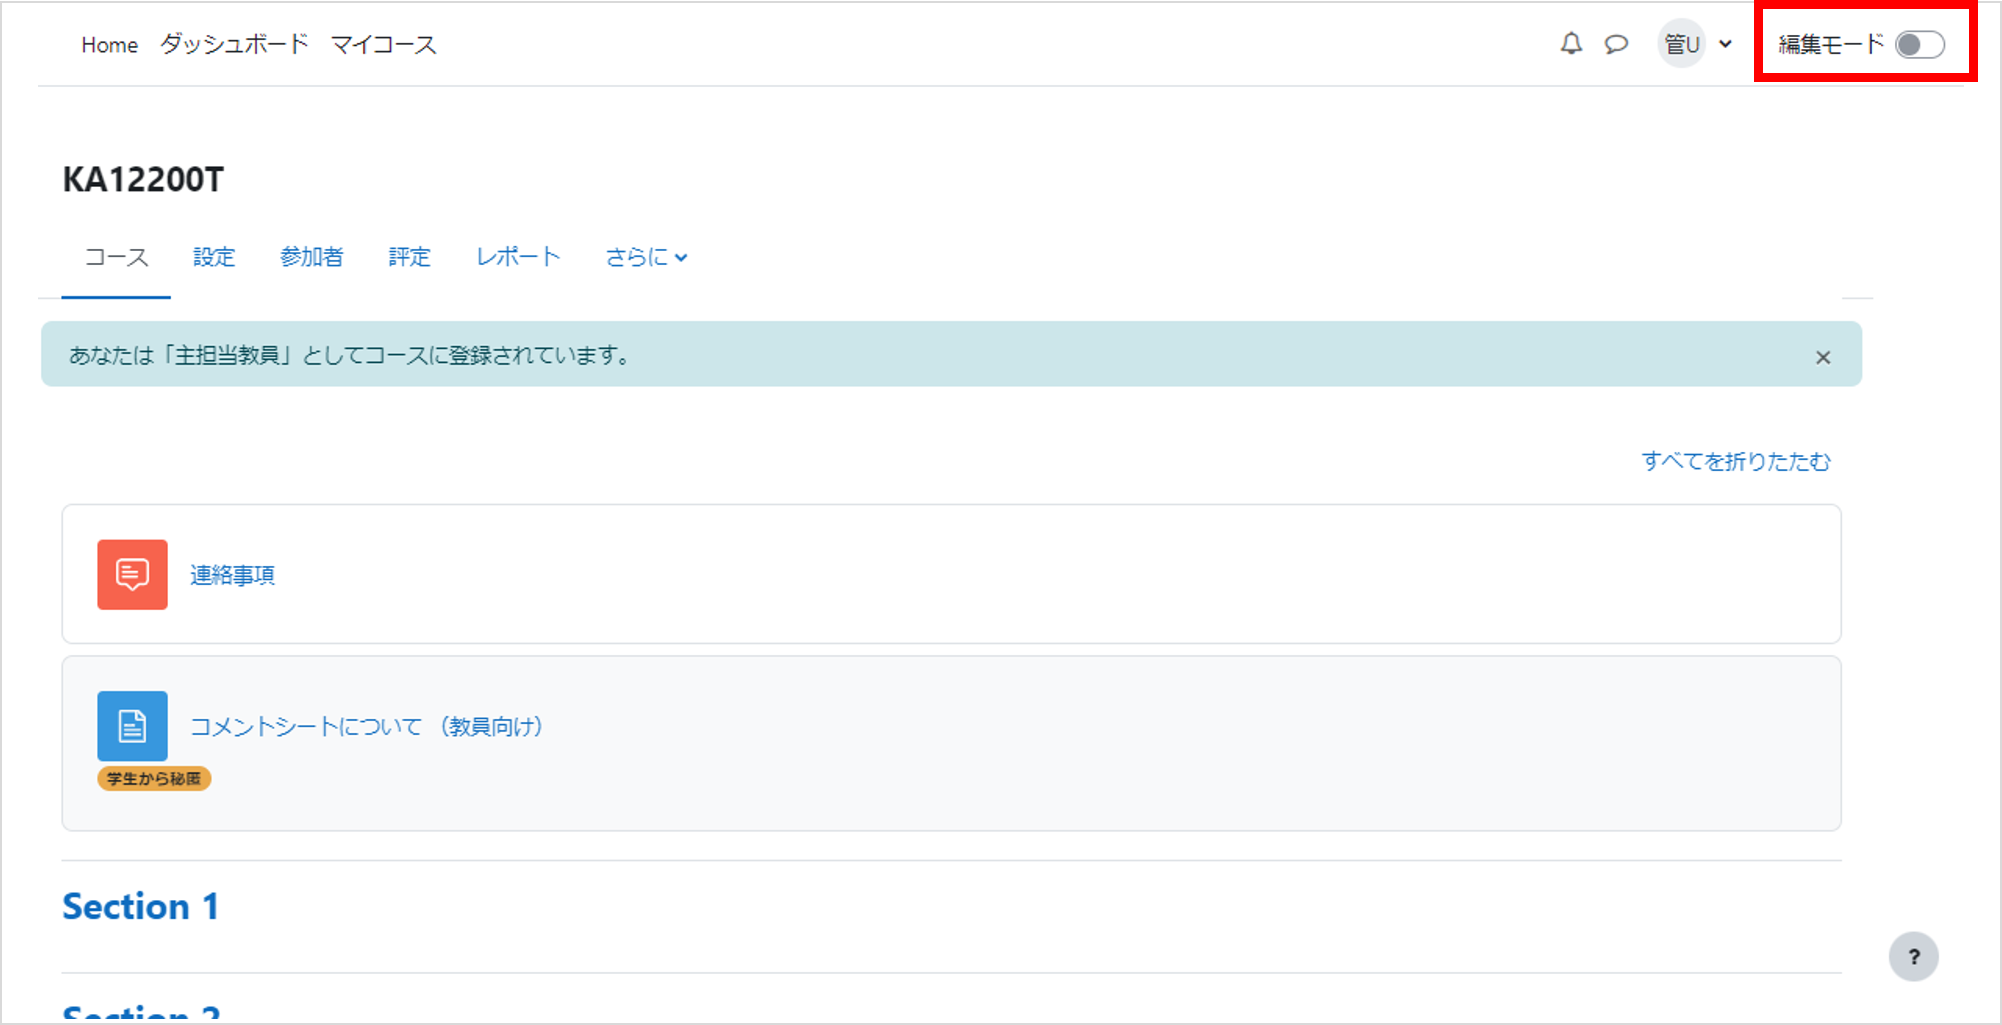 Home ダッシュボード マイコース 管U 編集モード
KA12200T
コース 設定 参加者 評定 レポート さらに
あなたは「主担当教員」としてコースに登録されています。 ×
すべてを折りたたむ
連絡事項
コメントシートについて （教員向け）
学生から秘匿
Section 1
?
Section 2